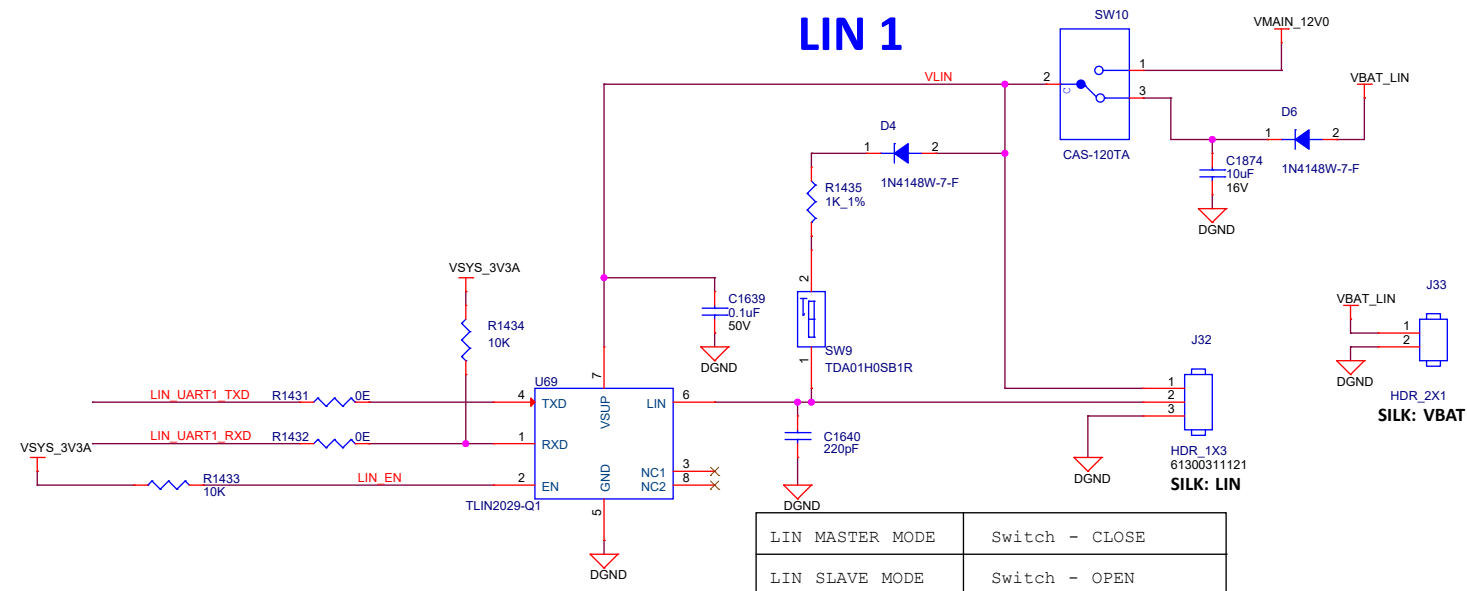 LIN 1
SW10
VMAIN_12V0
VLIN
2
1
3
C
VBAT_LIN
CAS-120TA
D4
1
2
1N4148W-7-F
D6
1
2
1N4148W-7-F
C1874
10uF
16V
DGND
R1435
1K_1%
VSYS_3V3A
R1434
10K
C1639
0.1uF
50V
DGND
2
SW9
1
TDA01H0SB1R
J33
VBAT_LIN
1
2
DGND
HDR_2X1
SILK: VBAT
J32
1
2
3
HDR_1X3
61300311121
SILK: LIN
DGND
U69
7
LIN_UART1_TXD
R1431
0E
4
TXD
VSUP
LIN
6
LIN_UART1_RXD
R1432
0E
1
RXD
C1640
220pF
DGND
VSYS_3V3A
R1433
10K
LIN_EN
2
EN
GND
NC1
3
NC2
8
TLIN2029-Q1
5
DGND
LIN MASTER MODE Switch - CLOSE
LIN SLAVE MODE Switch - OPEN